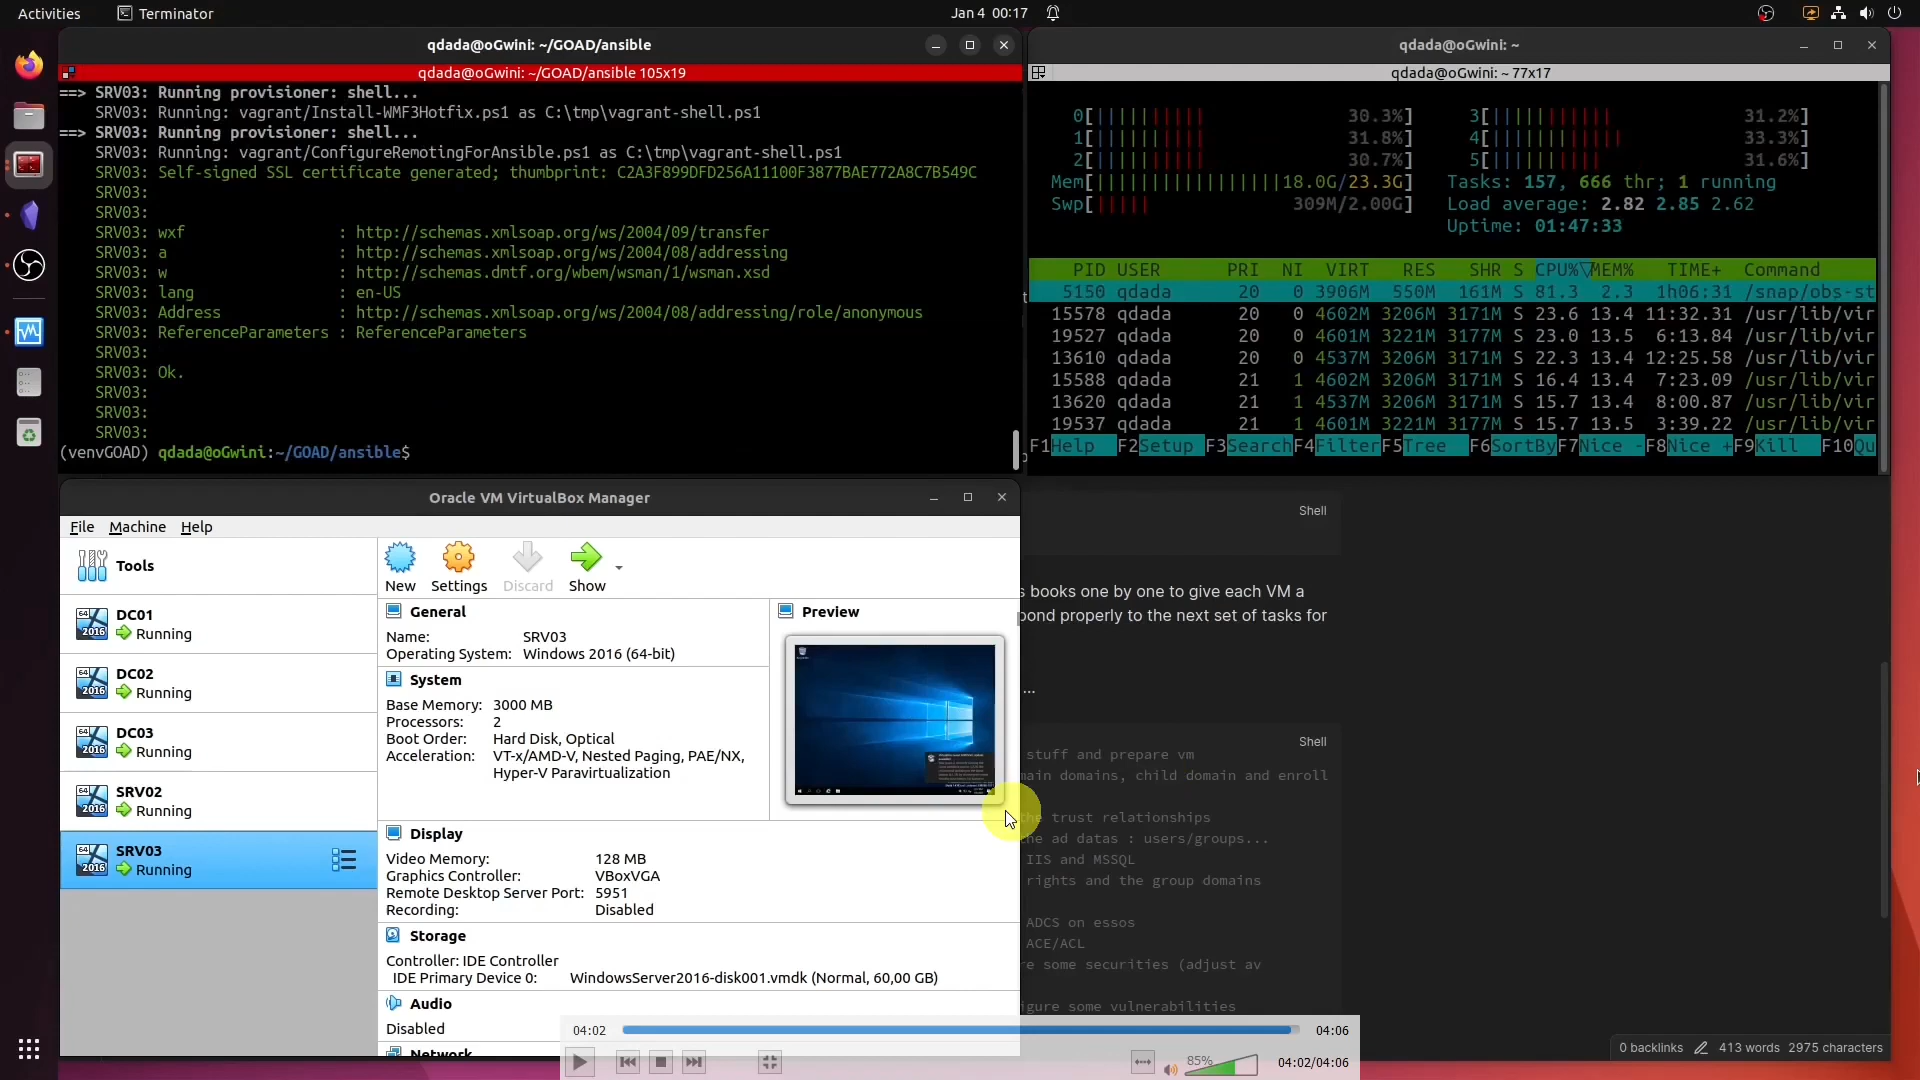 Activities
Terminator
Jan 4 00:17
qdada@oGwini: ~/GOAD/ansible
qdada@oGwini: ~/GOAD/ansible 105x19
==> SRV03: Running provisioner: shell...
SRV03: Running: vagrant/Install-WMF3Hotfix.ps1 as C:\tmp\vagrant-shell.ps1
==> SRV03: Running provisioner: shell...
SRV03: Running: vagrant/ConfigureRemotingForAnsible.ps1 as C:\tmp\vagrant-shell.ps1
SRV03: Self-signed SSL certificate generated; thumbprint: C2A3F899DFD256A11100F3877BAE772A8C7B549C
SRV03:
SRV03:
SRV03: wxf : http://schemas.xmlsoap.org/ws/2004/09/transfer
SRV03: a : http://schemas.xmlsoap.org/ws/2004/08/addressing
SRV03: w : http://schemas.dmtf.org/wbem/wsman/1/wsman.xsd
SRV03: lang : en-US
SRV03: Address : http://schemas.xmlsoap.org/ws/2004/08/addressing/role/anonymous
SRV03: ReferenceParameters : ReferenceParameters
SRV03:
SRV03: Ok.
SRV03:
SRV03:
SRV03:
(venvGOAD) qdada@oGwini:~/GOAD/ansible$
qdada@oGwini: ~
qdada@oGwini: ~ 77x17
0[||||||||||||| 30.3%] 3[||||||||||||| 31.2%]
1[||||||||||||| 31.8%] 4[|||||||||||||| 33.3%]
2[||||||||||||| 30.7%] 5[|||||||||||| 31.6%]
Mem[|||||||||||||||||18.0G/23.3G] Tasks: 157, 666 thr; 1 running
Swp[||||| 309M/2.00G] Load average: 2.82 2.85 2.62
Uptime: 01:47:33
PID USER PRI NI VIRT RES SHR S CPU%▽MEM% TIME+ Command
5150 qdada 20 0 3906M 550M 161M S 81.3 2.3 1h06:31 /snap/obs-st
15578 qdada 20 0 4602M 3206M 3171M S 23.6 13.4 11:32.31 /usr/lib/vir
19527 qdada 20 0 4601M 3221M 3177M S 23.0 13.5 6:13.84 /usr/lib/vir
13610 qdada 20 0 4537M 3206M 3171M S 22.3 13.4 12:25.58 /usr/lib/vir
15588 qdada 21 1 4602M 3206M 3171M S 16.4 13.4 7:23.09 /usr/lib/vir
13620 qdada 21 1 4537M 3206M 3171M S 15.7 13.4 8:00.87 /usr/lib/vir
19537 qdada 21 1 4601M 3221M 3177M S 15.7 13.5 3:39.22 /usr/lib/vir
F1Help F2Setup F3SearchF4FilterF5Tree F6SortByF7Nice -F8Nice +F9Kill F10Qu
Oracle VM VirtualBox Manager
File Machine Help
Tools
DC01
Running
DC02
Running
DC03
Running
SRV02
Running
SRV03
Running
64
2016
64
2016
64
2016
64
2016
64
2016
New
Settings
Discard
Show
General
Name: SRV03
Operating System: Windows 2016 (64-bit)
System
Base Memory: 3000 MB
Processors: 2
Boot Order: Hard Disk, Optical
Acceleration: VT-x/AMD-V, Nested Paging, PAE/NX,
Hyper-V Paravirtualization
Preview
Display
Video Memory: 128 MB
Graphics Controller: VBoxVGA
Remote Desktop Server Port: 5951
Recording: Disabled
Storage
Controller: IDE Controller
IDE Primary Device 0: WindowsServer2016-disk001.vmdk (Normal, 60,00 GB)
Audio
Disabled
Network
Shell
s books one by one to give each VM a
pond properly to the next set of tasks for
...
Shell
stuff and prepare vm
main domains, child domain and enroll
the trust relationships
the ad datas : users/groups...
IIS and MSSQL
rights and the group domains
ADCS on essos
ACE/ACL
re some securities (adjust av
igure some vulnerabilities
0 backlinks
413 words
2975 characters
04:02
04:06
85%
04:02/04:06